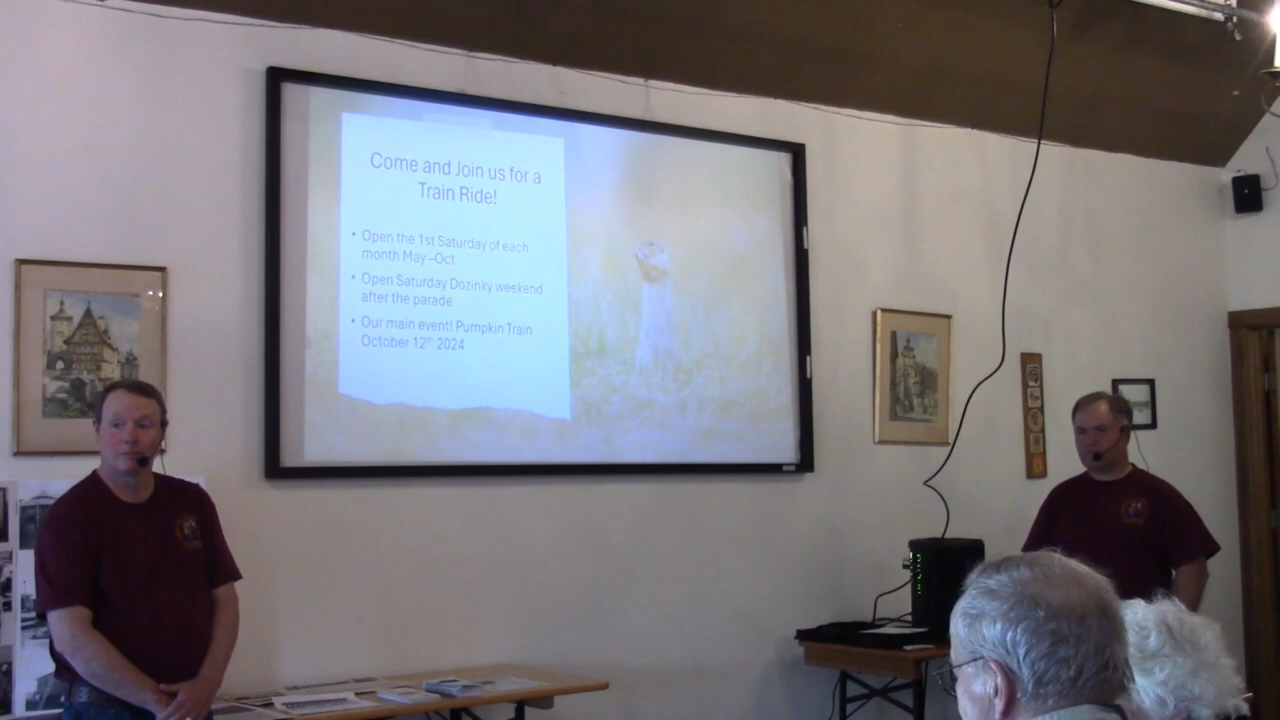 Come and Join us for a
Train Ride!
• Open the 1st Saturday of each
month May –Oct
• Open Saturday Dozinky weekend
after the parade
• Our main event! Pumpkin Train
October 12th 2024